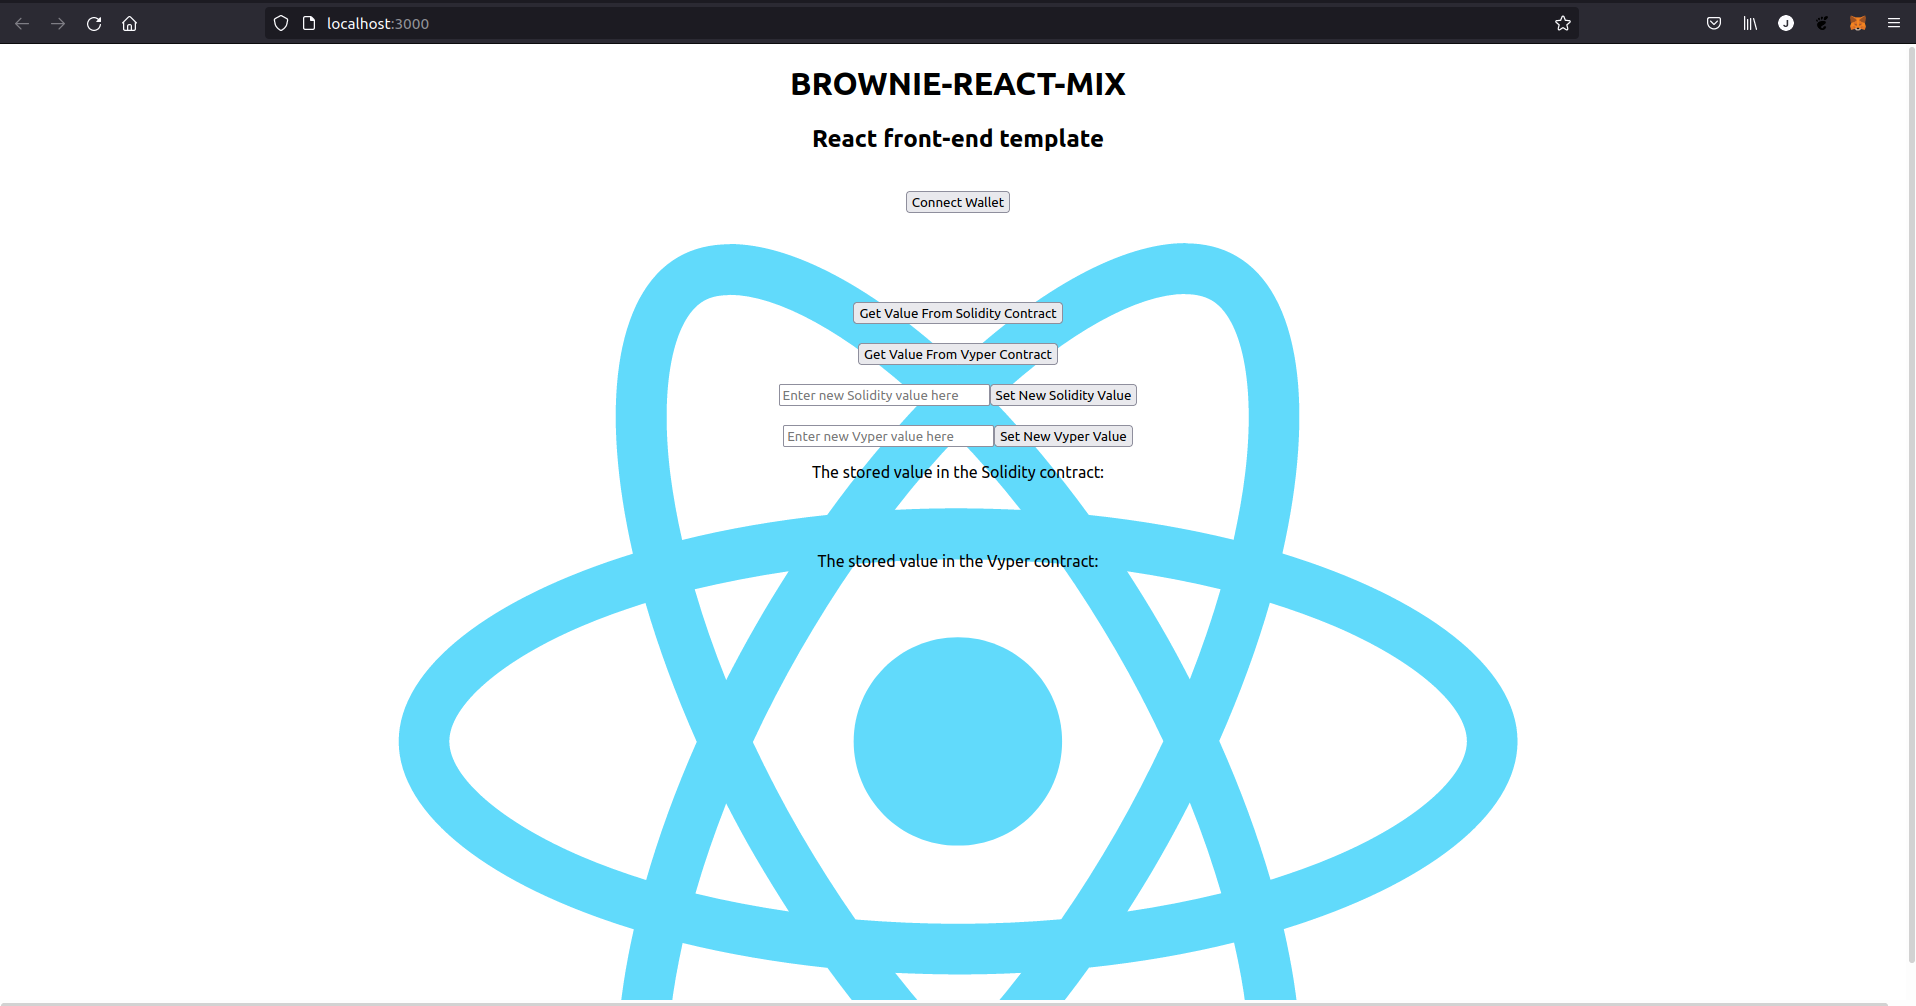 localhost:3000
J
BROWNIE-REACT-MIX
React front-end template
Connect Wallet
Get Value From Solidity Contract
Get Value From Vyper Contract
Enter new Solidity value here Set New Solidity Value
Enter new Vyper value here Set New Vyper Value
The stored value in the Solidity contract:
The stored value in the Vyper contract: